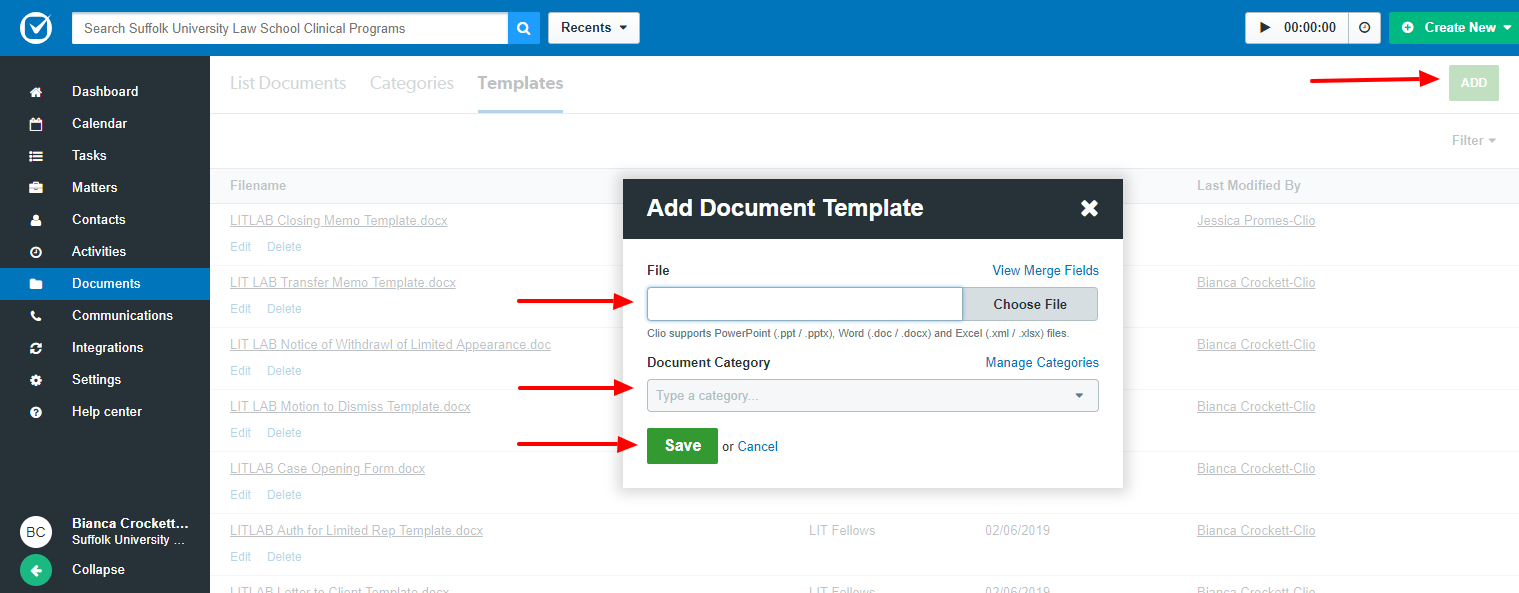 Search Suffolk University Law School Clinical Programs
Recents
00:00:00
Create New
Dashboard
Calendar
Tasks
Matters
Contacts
Activities
Documents
Communications
Integrations
Settings
Help center
BC
Bianca Crockett...
Suffolk University ...
Collapse
List Documents Categories Templates
ADD
Filter
Filename
Last Modified By
LITLAB Closing Memo Template.docx
Jessica Promes-Clio
Edit Delete
LIT LAB Transfer Memo Template.docx
Bianca Crockett-Clio
Edit Delete
LIT LAB Notice of Withdrawl of Limited Appearance.doc
Bianca Crockett-Clio
Edit Delete
LIT LAB Motion to Dismiss Template.docx
Bianca Crockett-Clio
Edit Delete
LITLAB Case Opening Form.docx
Bianca Crockett-Clio
Edit Delete
LITLAB Auth for Limited Rep Template.docx
LIT Fellows
02/06/2019
Bianca Crockett-Clio
Edit Delete
LITLAB Letter to Client Template.docx
LIT Fellows
02/06/2019
Bianca Crockett-Clio
Add Document Template
File
View Merge Fields
Choose File
Clio supports PowerPoint (.ppt / .pptx), Word (.doc / .docx) and Excel (.xml / .xlsx) files.
Document Category
Manage Categories
Type a category...
Save or Cancel